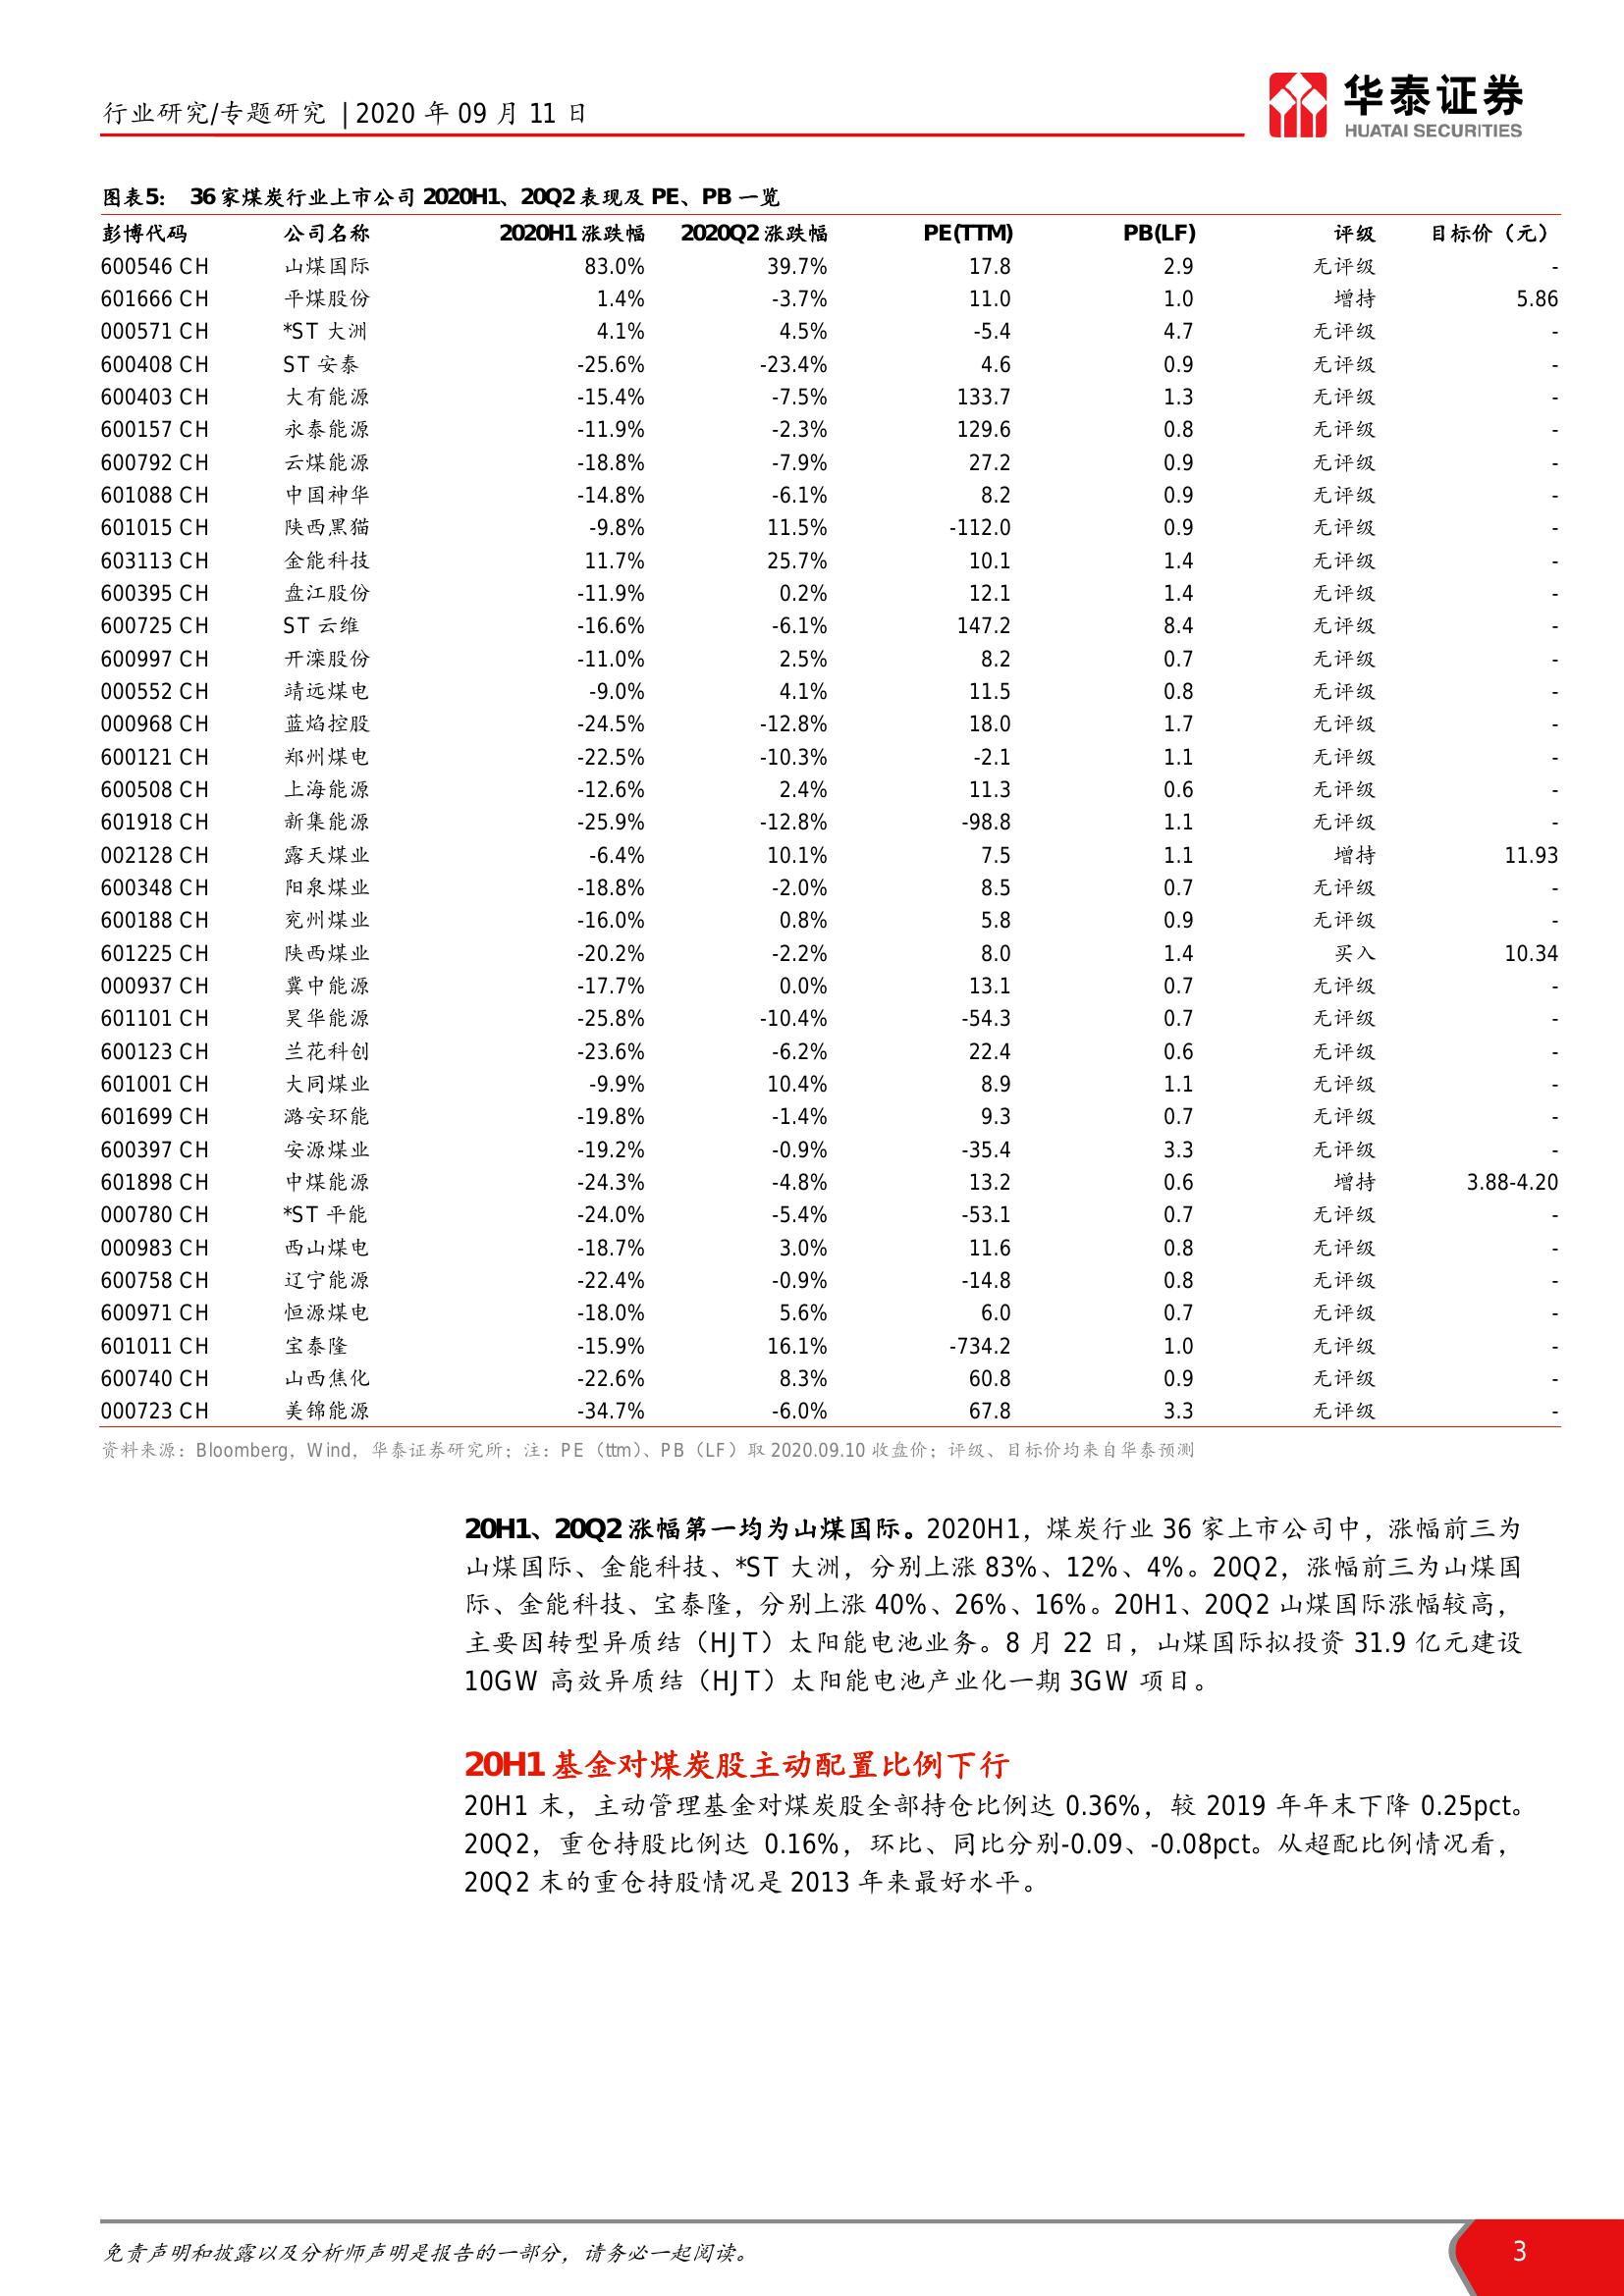 行业研究/专题研究 | 2020 年 09 月 11 日
华泰证券
HUATAI SECURITIES
图表5： 36 家煤炭行业上市公司 2020H1、20Q2 表现及 PE、PB 一览
彭博代码 公司名称 2020H1 涨跌幅 2020Q2 涨跌幅 PE(TTM) PB(LF) 评级 目标价（元）
600546 CH 山煤国际 83.0% 39.7% 17.8 2.9 无评级 -
601666 CH 平煤股份 1.4% -3.7% 11.0 1.0 增持 5.86
000571 CH *ST 大洲 4.1% 4.5% -5.4 4.7 无评级 -
600408 CH ST 安泰 -25.6% -23.4% 4.6 0.9 无评级 -
600403 CH 大有能源 -15.4% -7.5% 133.7 1.3 无评级 -
600157 CH 永泰能源 -11.9% -2.3% 129.6 0.8 无评级 -
600792 CH 云煤能源 -18.8% -7.9% 27.2 0.9 无评级 -
601088 CH 中国神华 -14.8% -6.1% 8.2 0.9 无评级 -
601015 CH 陕西黑猫 -9.8% 11.5% -112.0 0.9 无评级 -
603113 CH 金能科技 11.7% 25.7% 10.1 1.4 无评级 -
600395 CH 盘江股份 -11.9% 0.2% 12.1 1.4 无评级 -
600725 CH ST 云维 -16.6% -6.1% 147.2 8.4 无评级 -
600997 CH 开滦股份 -11.0% 2.5% 8.2 0.7 无评级 -
000552 CH 靖远煤电 -9.0% 4.1% 11.5 0.8 无评级 -
000968 CH 蓝焰控股 -24.5% -12.8% 18.0 1.7 无评级 -
600121 CH 郑州煤电 -22.5% -10.3% -2.1 1.1 无评级 -
600508 CH 上海能源 -12.6% 2.4% 11.3 0.6 无评级 -
601918 CH 新集能源 -25.9% -12.8% -98.8 1.1 无评级 -
002128 CH 露天煤业 -6.4% 10.1% 7.5 1.1 增持 11.93
600348 CH 阳泉煤业 -18.8% -2.0% 8.5 0.7 无评级 -
600188 CH 兖州煤业 -16.0% 0.8% 5.8 0.9 无评级 -
601225 CH 陕西煤业 -20.2% -2.2% 8.0 1.4 买入 10.34
000937 CH 冀中能源 -17.7% 0.0% 13.1 0.7 无评级 -
601101 CH 昊华能源 -25.8% -10.4% -54.3 0.7 无评级 -
600123 CH 兰花科创 -23.6% -6.2% 22.4 0.6 无评级 -
601001 CH 大同煤业 -9.9% 10.4% 8.9 1.1 无评级 -
601699 CH 潞安环能 -19.8% -1.4% 9.3 0.7 无评级 -
600397 CH 安源煤业 -19.2% -0.9% -35.4 3.3 无评级 -
601898 CH 中煤能源 -24.3% -4.8% 13.2 0.6 增持 3.88-4.20
000780 CH *ST 平能 -24.0% -5.4% -53.1 0.7 无评级 -
000983 CH 西山煤电 -18.7% 3.0% 11.6 0.8 无评级 -
600758 CH 辽宁能源 -22.4% -0.9% -14.8 0.8 无评级 -
600971 CH 恒源煤电 -18.0% 5.6% 6.0 0.7 无评级 -
601011 CH 宝泰隆 -15.9% 16.1% -734.2 1.0 无评级 -
600740 CH 山西焦化 -22.6% 8.3% 60.8 0.9 无评级 -
000723 CH 美锦能源 -34.7% -6.0% 67.8 3.3 无评级 -
资料来源：Bloomberg，Wind，华泰证券研究所；注：PE（ttm）、PB（LF）取 2020.09.10 收盘价；评级、目标价均来自华泰预测
20H1、20Q2 涨幅第一均为山煤国际。2020H1，煤炭行业 36 家上市公司中，涨幅前三为
山煤国际、金能科技、*ST 大洲，分别上涨 83%、12%、4%。20Q2，涨幅前三为山煤国
际、金能科技、宝泰隆，分别上涨 40%、26%、16%。20H1、20Q2 山煤国际涨幅较高，
主要因转型异质结（HJT）太阳能电池业务。8 月 22 日，山煤国际拟投资 31.9 亿元建设
10GW 高效异质结（HJT）太阳能电池产业化一期 3GW 项目。
20H1 基金对煤炭股主动配置比例下行
20H1 末，主动管理基金对煤炭股全部持仓比例达 0.36%，较 2019 年年末下降 0.25pct。
20Q2，重仓持股比例达 0.16%，环比、同比分别-0.09、-0.08pct。从超配比例情况看，
20Q2 末的重仓持股情况是 2013 年来最好水平。
免责声明和披露以及分析师声明是报告的一部分，请务必一起阅读。
3